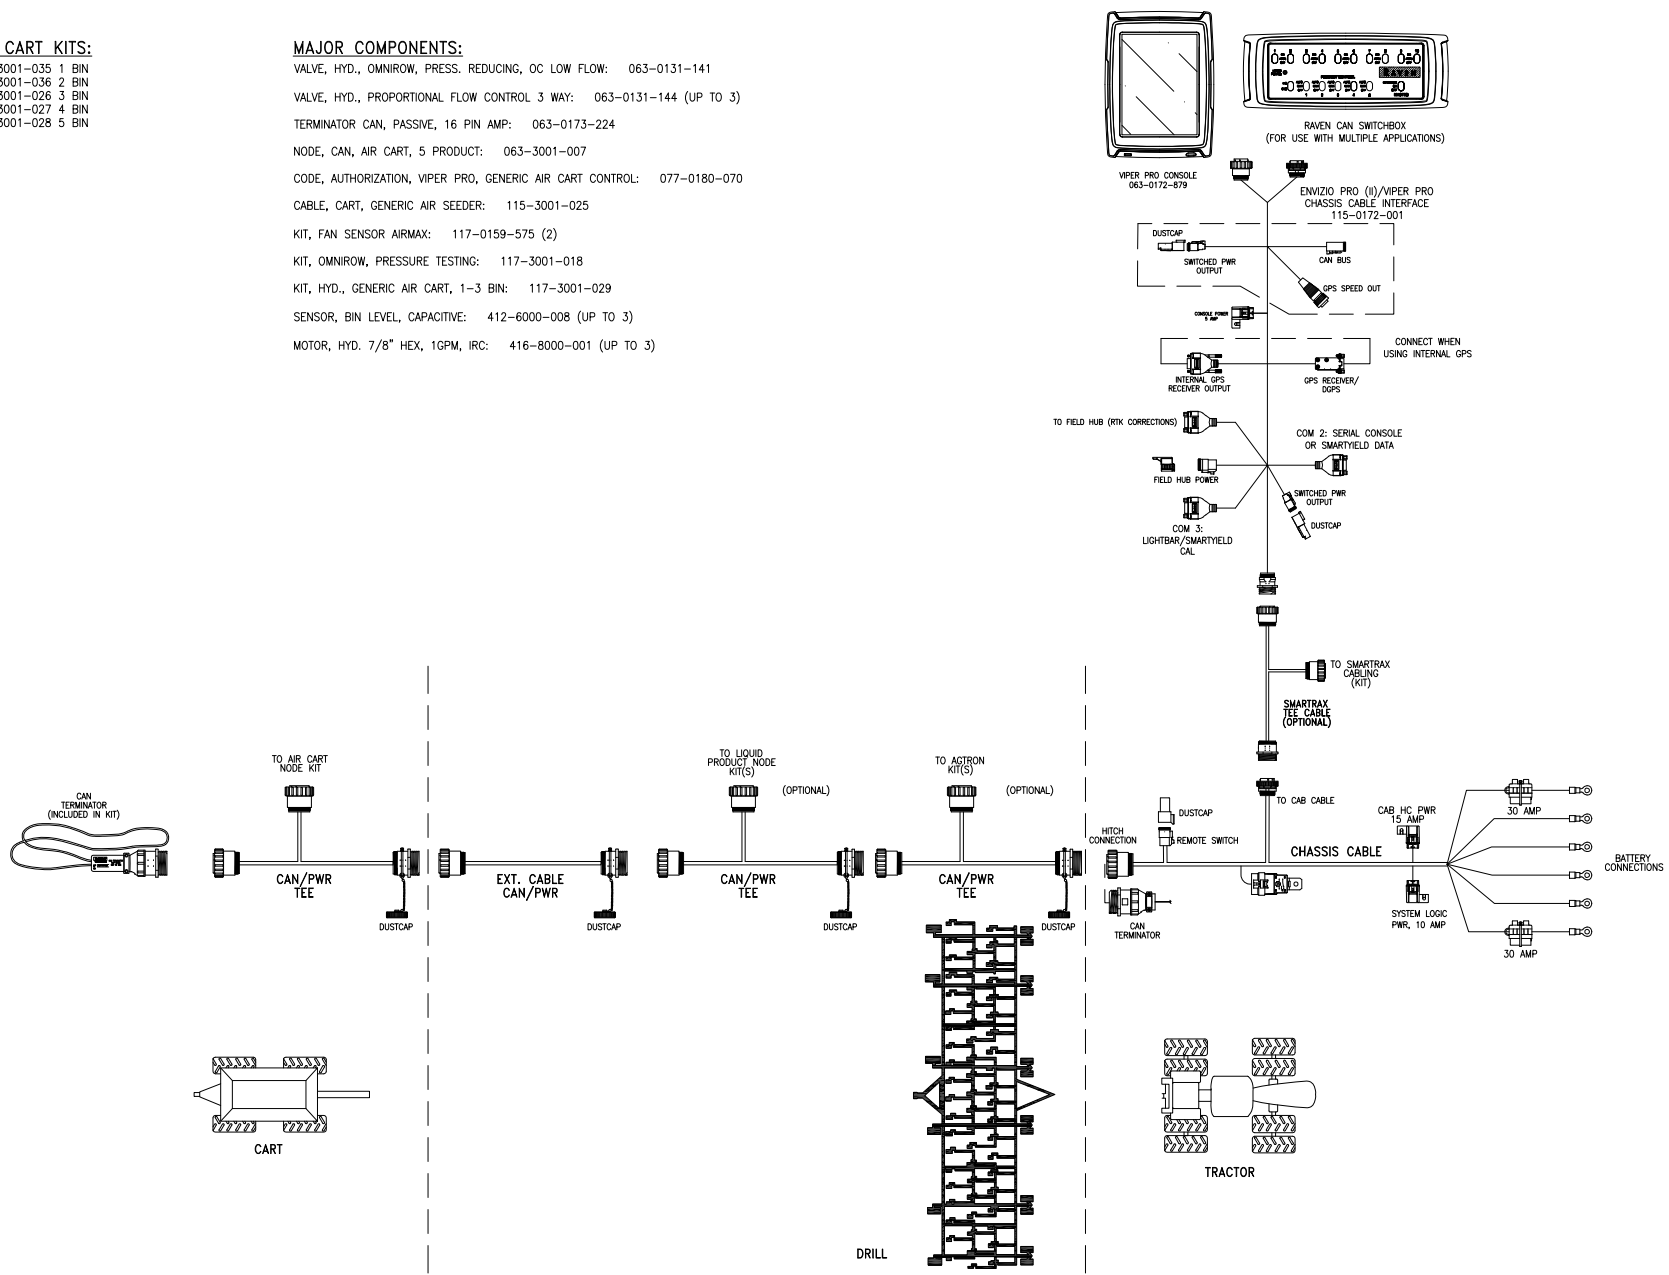 CART KITS:
3001-035 1 BIN
3001-036 2 BIN
3001-026 3 BIN
3001-027 4 BIN
3001-028 5 BIN
MAJOR COMPONENTS:
VALVE, HYD., OMNIROW, PRESS. REDUCING, OC LOW FLOW: 063-0131-141
VALVE, HYD., PROPORTIONAL FLOW CONTROL 3 WAY: 063-0131-144 (UP TO 3)
TERMINATOR CAN, PASSIVE, 16 PIN AMP: 063-0173-224
NODE, CAN, AIR CART, 5 PRODUCT: 063-3001-007
CODE, AUTHORIZATION, VIPER PRO, GENERIC AIR CART CONTROL: 077-0180-070
CABLE, CART, GENERIC AIR SEEDER: 115-3001-025
KIT, FAN SENSOR AIRMAX: 117-0159-575 (2)
KIT, OMNIROW, PRESSURE TESTING: 117-3001-018
KIT, HYD., GENERIC AIR CART, 1-3 BIN: 117-3001-029
SENSOR, BIN LEVEL, CAPACITIVE: 412-6000-008 (UP TO 3)
MOTOR, HYD. 7/8" HEX, 1GPM, IRC: 416-8000-001 (UP TO 3)
VIPER PRO CONSOLE
063-0172-879
RAVEN
RAVEN CAN SWITCHBOX
(FOR USE WITH MULTIPLE APPLICATIONS)
ENVIZIO PRO (II)/VIPER PRO
CHASSIS CABLE INTERFACE
115-0172-001
DUSTCAP
SWITCHED PWR
OUTPUT
CAN BUS
GPS SPEED OUT
CONSOLE POWER
5 AMP
CONNECT WHEN
USING INTERNAL GPS
INTERNAL GPS
RECEIVER OUTPUT
GPS RECEIVER/
DGPS
TO FIELD HUB (RTK CORRECTIONS)
COM 2: SERIAL CONSOLE
OR SMARTYIELD DATA
FIELD HUB POWER
SWITCHED PWR
OUTPUT
DUSTCAP
COM 3:
LIGHTBAR/SMARTYIELD
CAL
TO SMARTRAX
CABLING
(KIT)
SMARTRAX
TEE CABLE
(OPTIONAL)
TO CAB CABLE
CAN
TERMINATOR
(INCLUDED IN KIT)
TO AIR CART
NODE KIT
CAN/PWR
TEE
DUSTCAP
EXT. CABLE
CAN/PWR
DUSTCAP
TO LIQUID
PRODUCT NODE
KIT(S)
(OPTIONAL)
CAN/PWR
TEE
DUSTCAP
TO AGTRON
KIT(S)
(OPTIONAL)
CAN/PWR
TEE
DUSTCAP
HITCH
CONNECTION
DUSTCAP
REMOTE SWITCH
CAN
TERMINATOR
CHASSIS CABLE
CAB HC PWR
15 AMP
SYSTEM LOGIC
PWR, 10 AMP
30 AMP
30 AMP
BATTERY
CONNECTIONS
CART
DRILL
TRACTOR